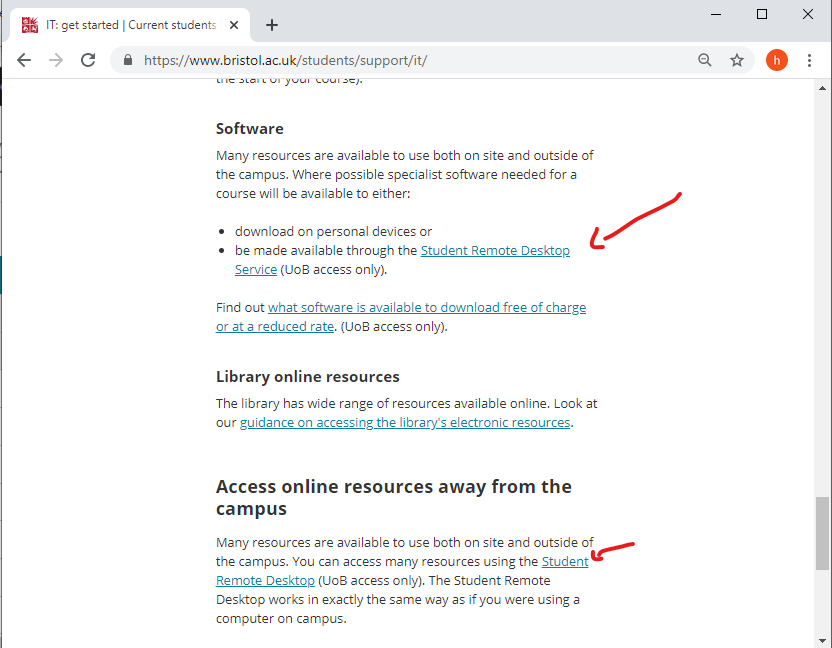 IT: get started | Current students
https://www.bristol.ac.uk/students/support/it/
h
the start of your course).
Software
Many resources are available to use both on site and outside of
the campus. Where possible specialist software needed for a
course will be available to either:
download on personal devices or
be made available through the Student Remote Desktop
Service (UoB access only).
Find out what software is available to download free of charge
or at a reduced rate. (UoB access only).
Library online resources
The library has wide range of resources available online. Look at
our guidance on accessing the library's electronic resources.
Access online resources away from the
campus
Many resources are available to use both on site and outside of
the campus. You can access many resources using the Student
Remote Desktop (UoB access only). The Student Remote
Desktop works in exactly the same way as if you were using a
computer on campus.